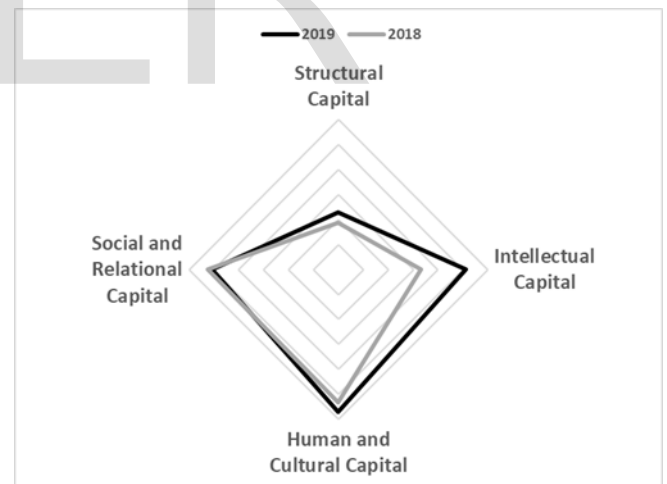 2019 2018
Structural
Capital
Social and
Relational
Capital
Intellectual
Capital
Human and
Cultural Capital